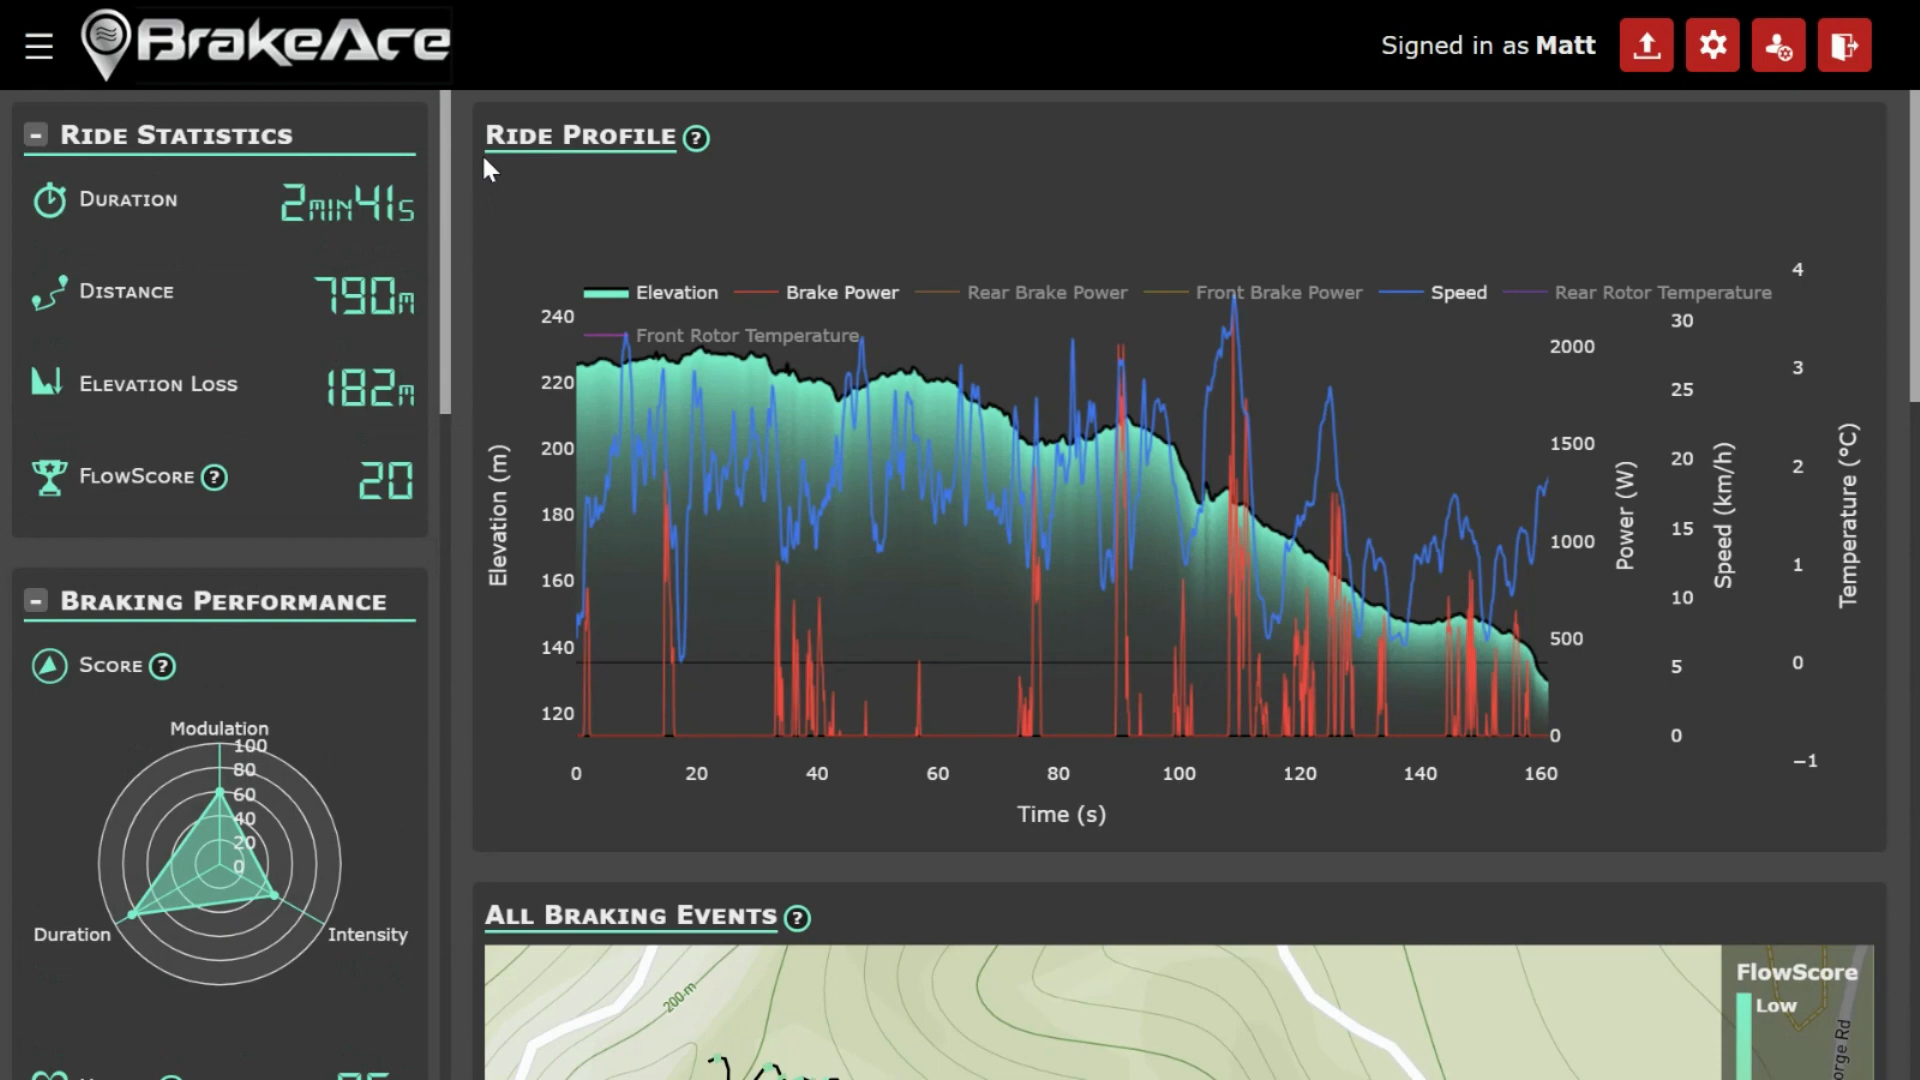 BrakeAce
Signed in as Matt
- RIDE STATISTICS
DURATION 2MIN41S
DISTANCE 790M
ELEVATION LOSS 182M
FLOWSCORE ? 20
- BRAKING PERFORMANCE
SCORE ?
Modulation
100
80
60
40
20
0
Duration
Intensity
RIDE PROFILE ?
Elevation Brake Power Rear Brake Power Front Brake Power Speed Rear Rotor Temperature
Front Rotor Temperature
Elevation (m)
240
220
200
180
160
140
120
0 20 40 60 80 100 120 140 160
Time (s)
2000
1500
1000
500
0
Power (W)
30
25
20
15
10
5
0
Speed (km/h)
4
3
2
1
0
−1
Temperature (°C)
ALL BRAKING EVENTS ?
200 m
FlowScore
Low